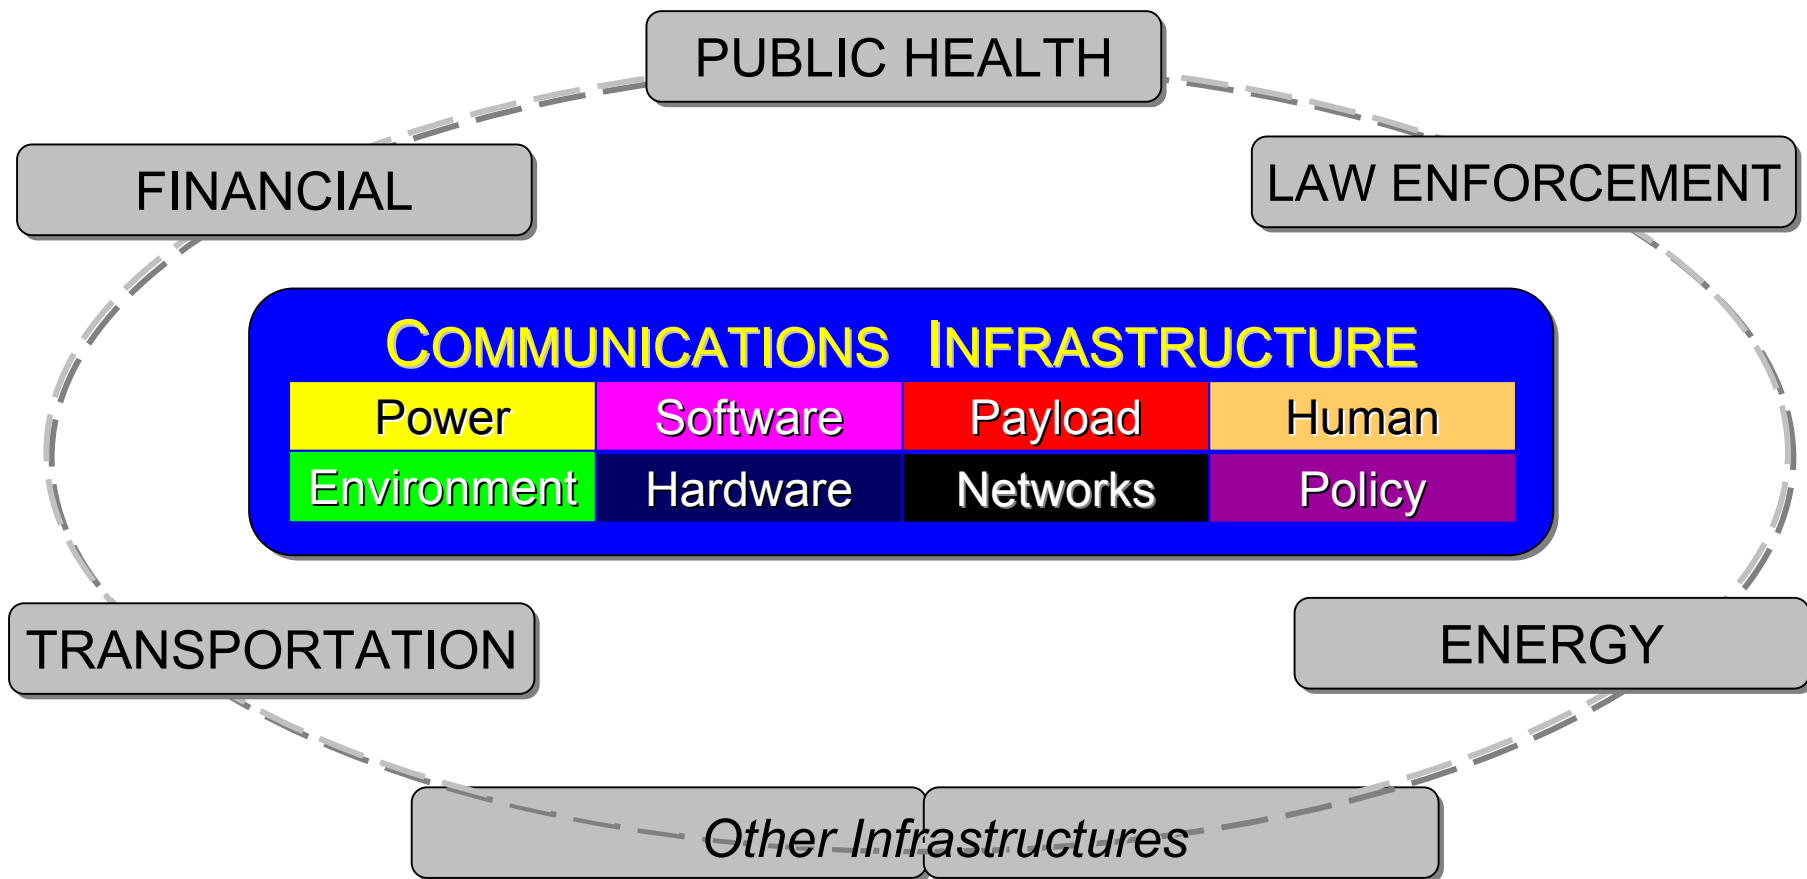 PUBLIC HEALTH
FINANCIAL
LAW ENFORCEMENT
COMMUNICATIONS INFRASTRUCTURE
Power Software Payload Human
Environment Hardware Networks Policy
TRANSPORTATION
ENERGY
Other Infrastructures